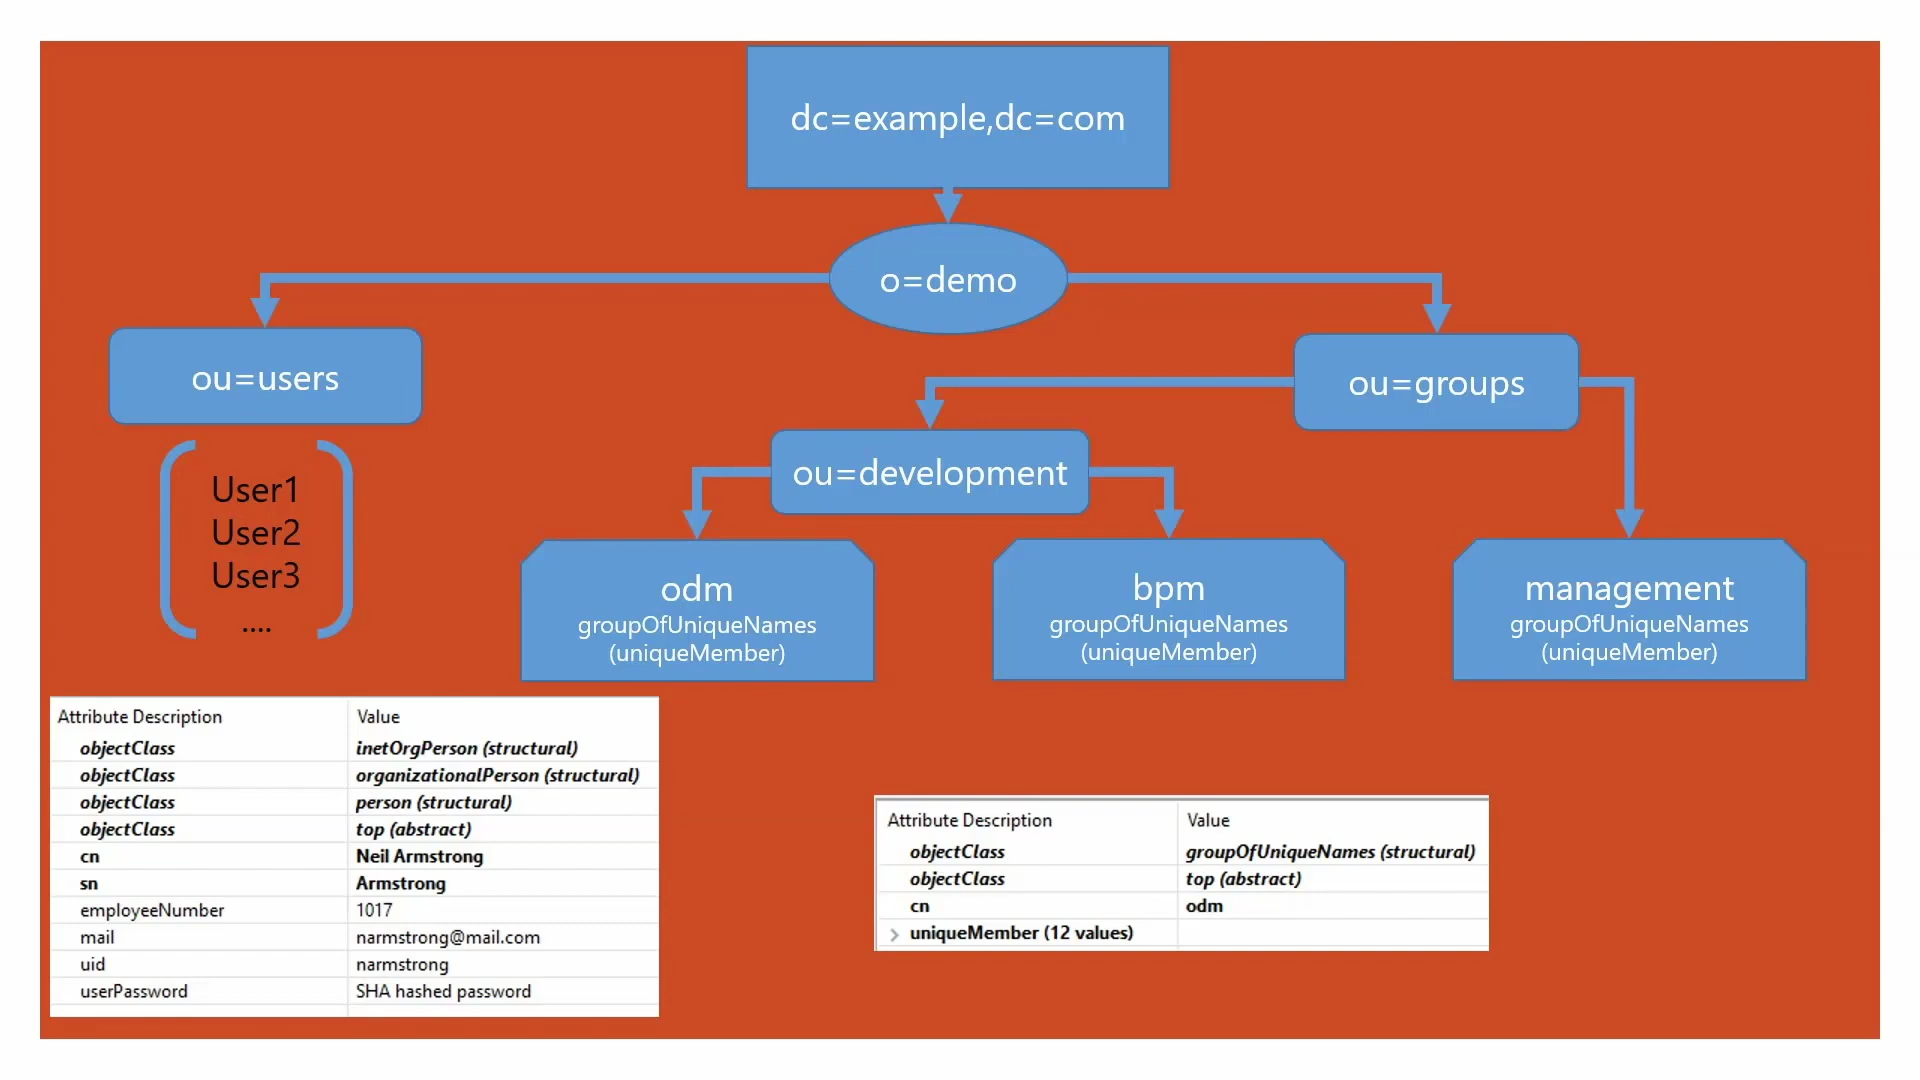 dc=example,dc=com
o=demo
ou=users
ou=groups
User1
User2
User3
....
ou=development
odm
groupOfUniqueNames
(uniqueMember)
bpm
groupOfUniqueNames
(uniqueMember)
management
groupOfUniqueNames
(uniqueMember)
Attribute Description Value
objectClass inetOrgPerson (structural)
objectClass organizationalPerson (structural)
objectClass person (structural)
objectClass top (abstract)
cn Neil Armstrong
sn Armstrong
employeeNumber 1017
mail narmstrong@mail.com
uid narmstrong
userPassword SHA hashed password
Attribute Description Value
objectClass groupOfUniqueNames (structural)
objectClass top (abstract)
cn odm
uniqueMember (12 values)